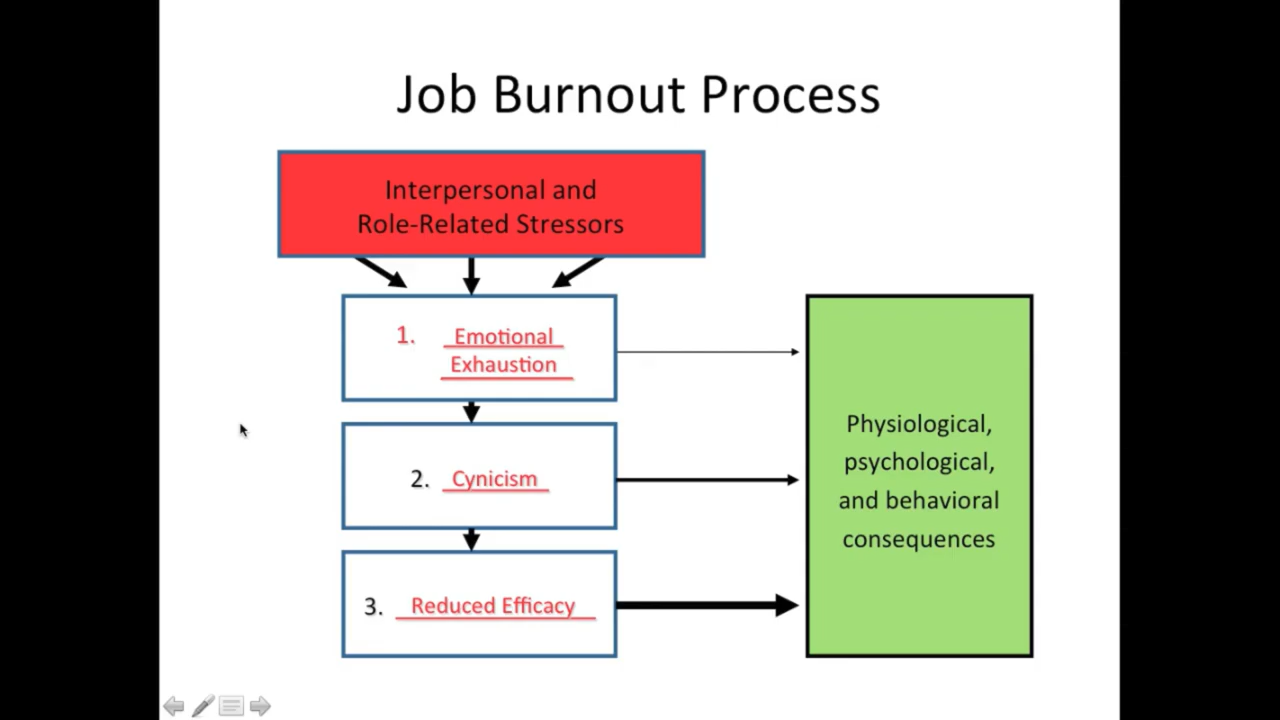 Job Burnout Process
Interpersonal and
Role-Related Stressors
1. Emotional
Exhaustion
2. Cynicism
3. Reduced Efficacy
Physiological,
psychological,
and behavioral
consequences